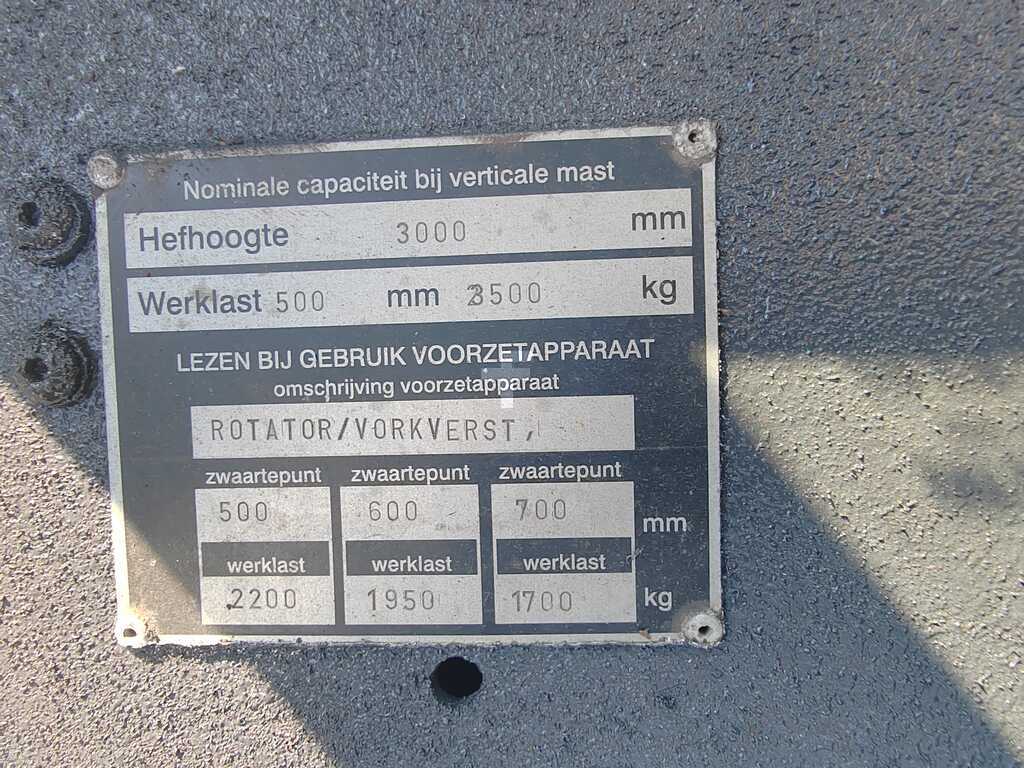 Nominale capaciteit bij verticale mast
Hefhoogte 3000 mm
Werklast 500 mm kg
LEZEN BIJ GEBRUIK VOORZETAPPARAAT
omschrijving voorzetapparaat
ROTATOR/VORKVERST,
zwaartepunt zwaartepunt zwaartepunt
500 600 700 mm
werklast werklast werklast
2200 1950 1700 kg